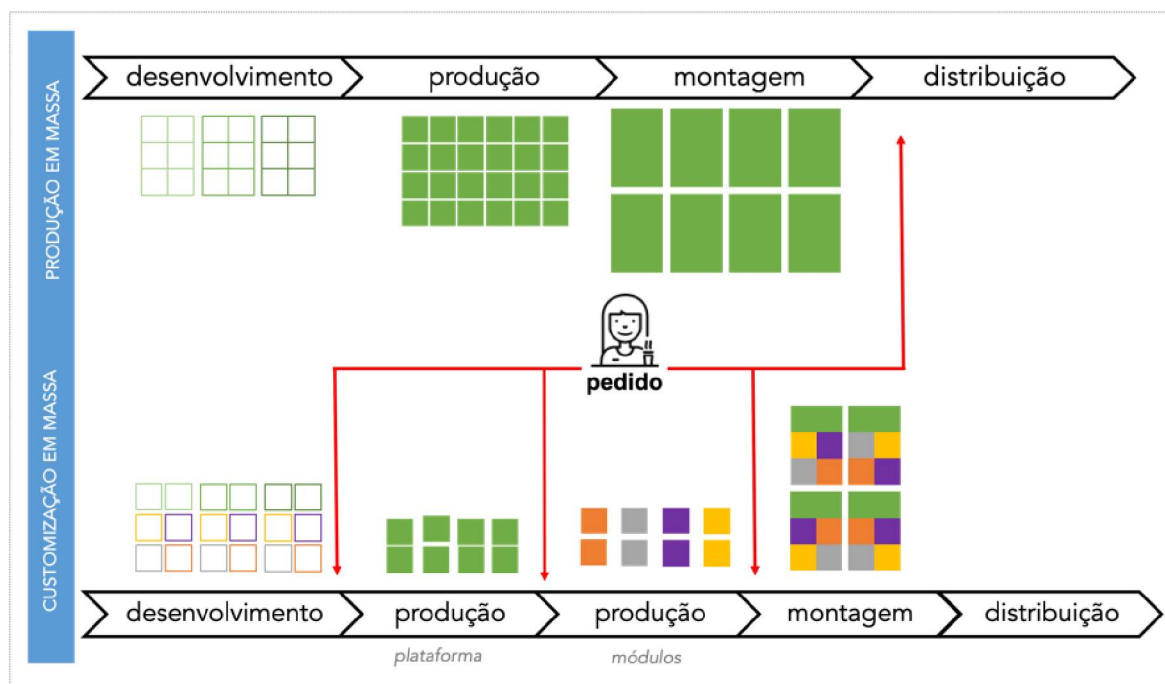 PRODUÇÃO EM MASSA
desenvolvimento
produção
montagem
distribuição
pedido
CUSTOMIZAÇÃO EM MASSA
desenvolvimento
produção
produção
montagem
distribuição
plataforma
módulos